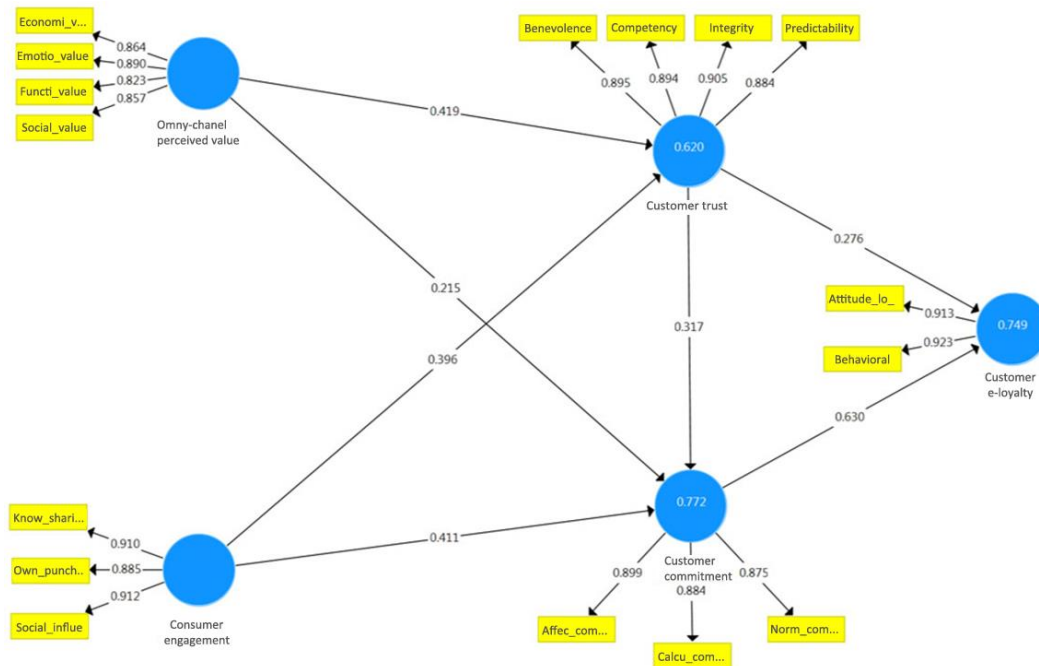 Economi_v...
0.864
Emotio_value
0.890
Functi_value
0.823
Social_value
0.857
Omny-chanel
perceived value
Benevolence
Competency
Integrity
Predictability
0.895
0.894
0.905
0.884
0.419
0.620
Customer trust
0.276
0.215
0.317
0.396
Attitude_lo_
0.913
Behavioral
0.923
0.749
Customer
e-loyalty
0.630
Know_shari...
0.910
Own_punch..
0.885
Social_influe
0.912
Consumer
engagement
0.411
0.772
Customer
commitment
0.899
0.884
0.875
Affec_com...
Calcu_com...
Norm_com...